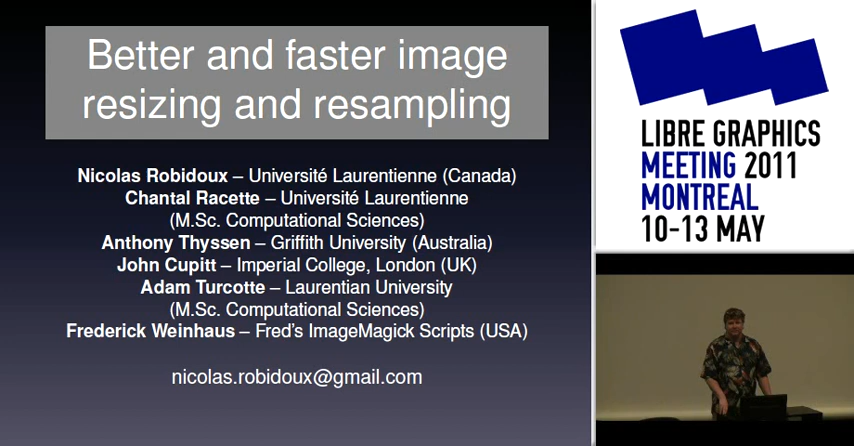 Better and faster image
resizing and resampling
Nicolas Robidoux – Université Laurentienne (Canada)
Chantal Racette – Université Laurentienne
(M.Sc. Computational Sciences)
Anthony Thyssen – Griffith University (Australia)
John Cupitt – Imperial College, London (UK)
Adam Turcotte – Laurentian University
(M.Sc. Computational Sciences)
Frederick Weinhaus – Fred's ImageMagick Scripts (USA)
nicolas.robidoux@gmail.com
LIBRE GRAPHICS
MEETING 2011
MONTREAL
10-13 MAY